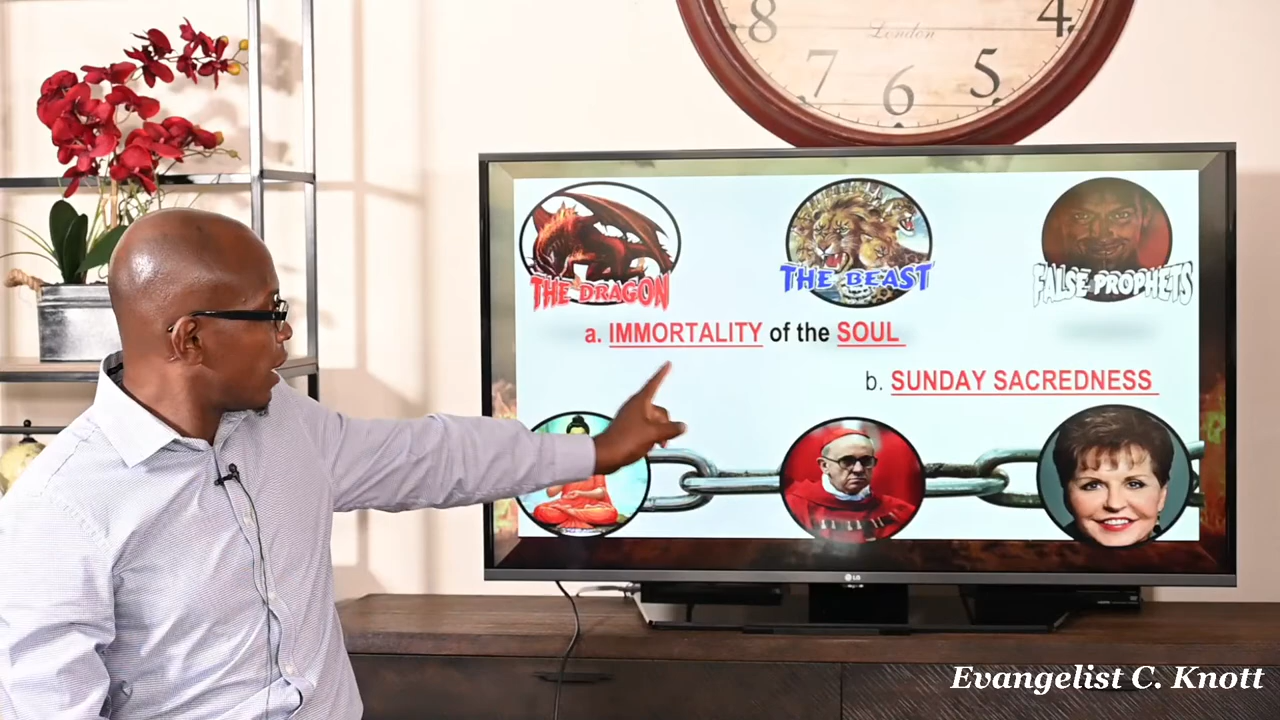 8
4
London
7
5
6
THE DRAGON
THE BEAST
FALSE PROPHETS
a. IMMORTALITY of the SOUL
b. SUNDAY SACREDNESS
LG
Evangelist C. Knott